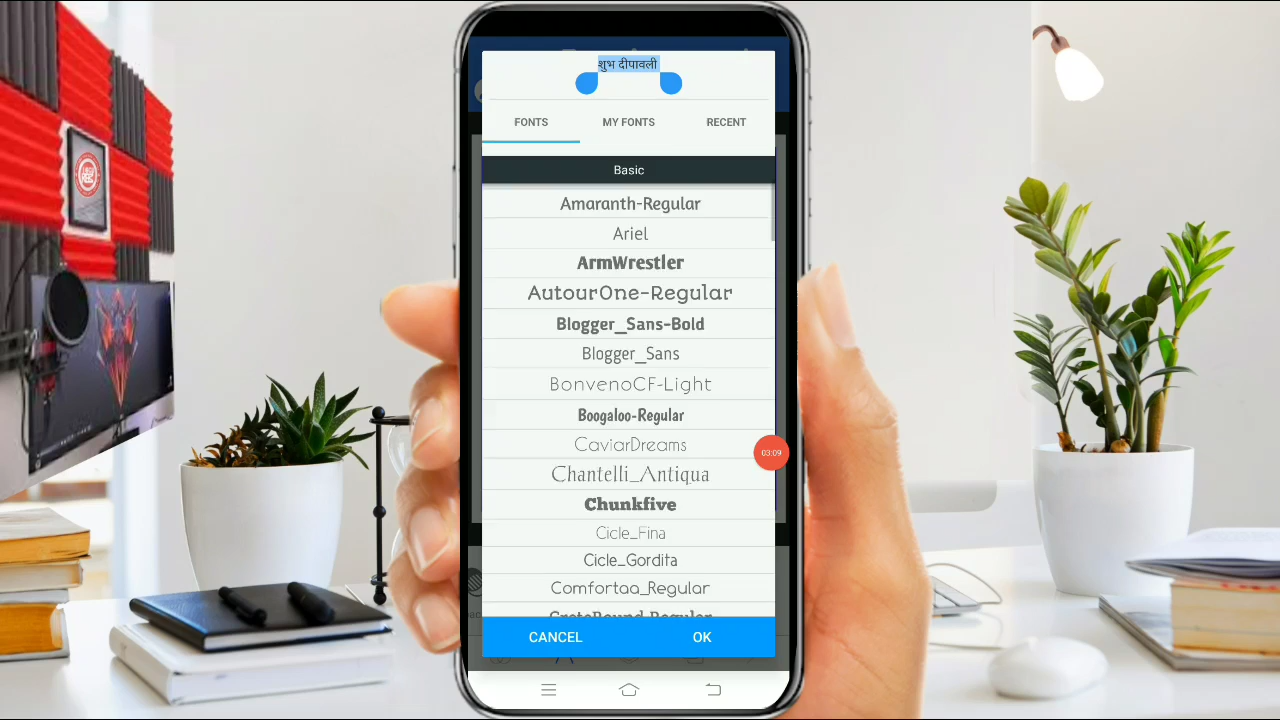 शुभ दीपावली
FONTS MY FONTS RECENT
Basic
Amaranth-Regular
Ariel
ArmWrestler
AutourOne-Regular
Blogger_Sans-Bold
Blogger_Sans
BonvenoCF-Light
Boogaloo-Regular
CaviarDreams
03:09
Chantelli_Antiqua
Chunkfive
Cicle_Fina
Cicle_Gordita
Comfortaa_Regular
CANCEL OK